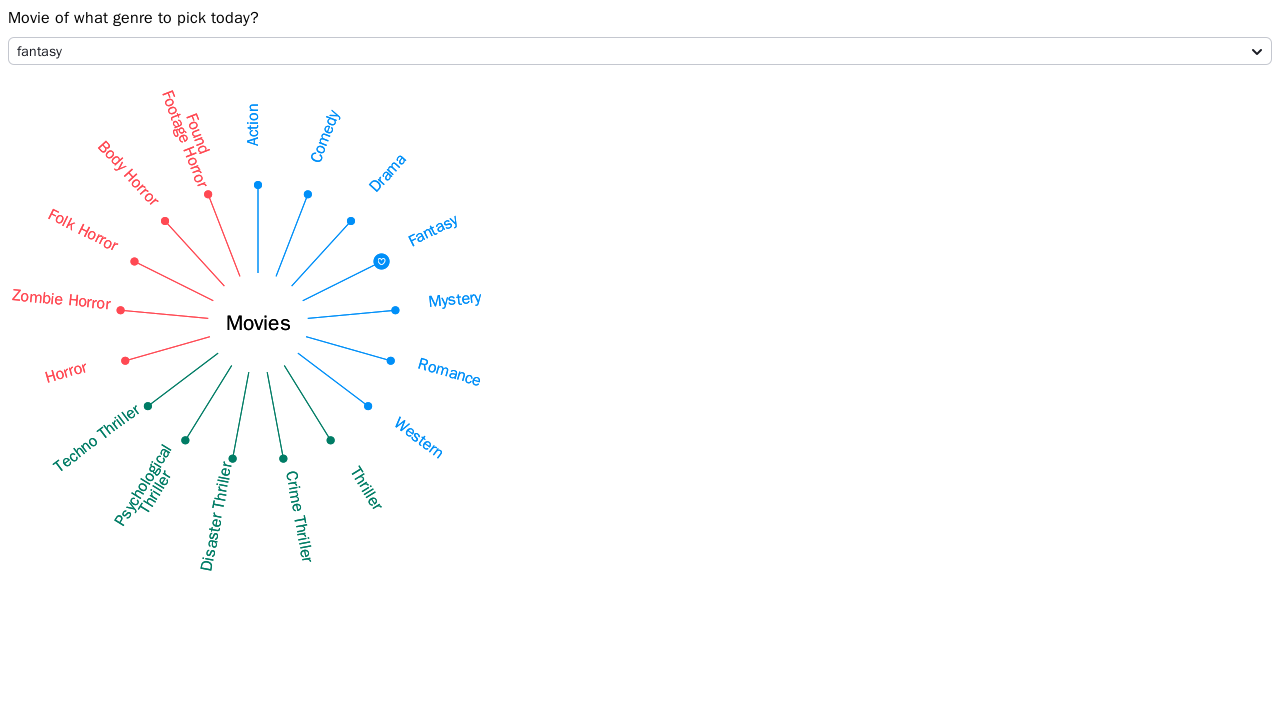 Movie of what genre to pick today?
fantasy
Action
Comedy
Drama
Fantasy
Mystery
Romance
Western
Thriller
Crime Thriller
Disaster Thriller
Psychological
Thriller
Techno Thriller
Horror
Zombie Horror
Folk Horror
Body Horror
Found
Footage Horror
Movies